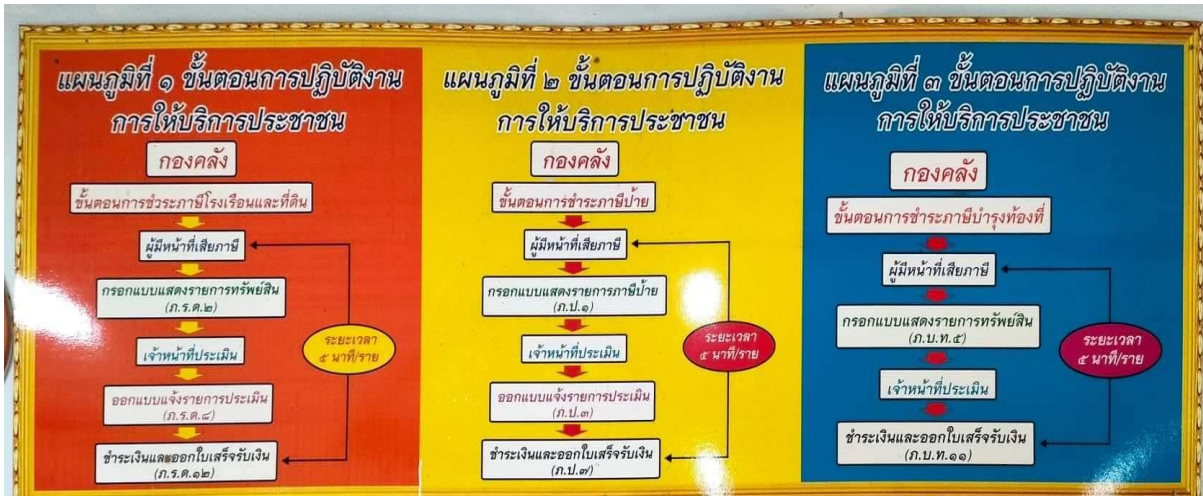 แผนภูมิที่ ๑ ขั้นตอนการปฏิบัติงาน
การให้บริการประชาชน
กองคลัง
ขั้นตอนการชำระภาษีโรงเรือนและที่ดิน
ผู้มีหน้าที่เสียภาษี
กรอกแบบแสดงรายการทรัพย์สิน
(ภ.ร.ด.๒)
เจ้าหน้าที่ประเมิน
ออกแบบแจ้งรายการประเมิน
(ภ.ร.ด.๘)
ชำระเงินและออกใบเสร็จรับเงิน
(ภ.ร.ด.๑๒)
ระยะเวลา
๕ นาที/ราย
แผนภูมิที่ ๒ ขั้นตอนการปฏิบัติงาน
การให้บริการประชาชน
กองคลัง
ขั้นตอนการชำระภาษีป้าย
ผู้มีหน้าที่เสียภาษี
กรอกแบบแสดงรายการภาษีป้าย
(ภ.ป.๑)
เจ้าหน้าที่ประเมิน
ออกแบบแจ้งรายการประเมิน
(ภ.ป.๓)
ชำระเงินและออกใบเสร็จรับเงิน
(ภ.ป.๗)
ระยะเวลา
๕ นาที/ราย
แผนภูมิที่ ๓ ขั้นตอนการปฏิบัติงาน
การให้บริการประชาชน
กองคลัง
ขั้นตอนการชำระภาษีบำรุงท้องที่
ผู้มีหน้าที่เสียภาษี
กรอกแบบแสดงรายการทรัพย์สิน
(ภ.บ.ท.๕)
เจ้าหน้าที่ประเมิน
ชำระเงินและออกใบเสร็จรับเงิน
(ภ.บ.ท.๑๑)
ระยะเวลา
๕ นาที/ราย